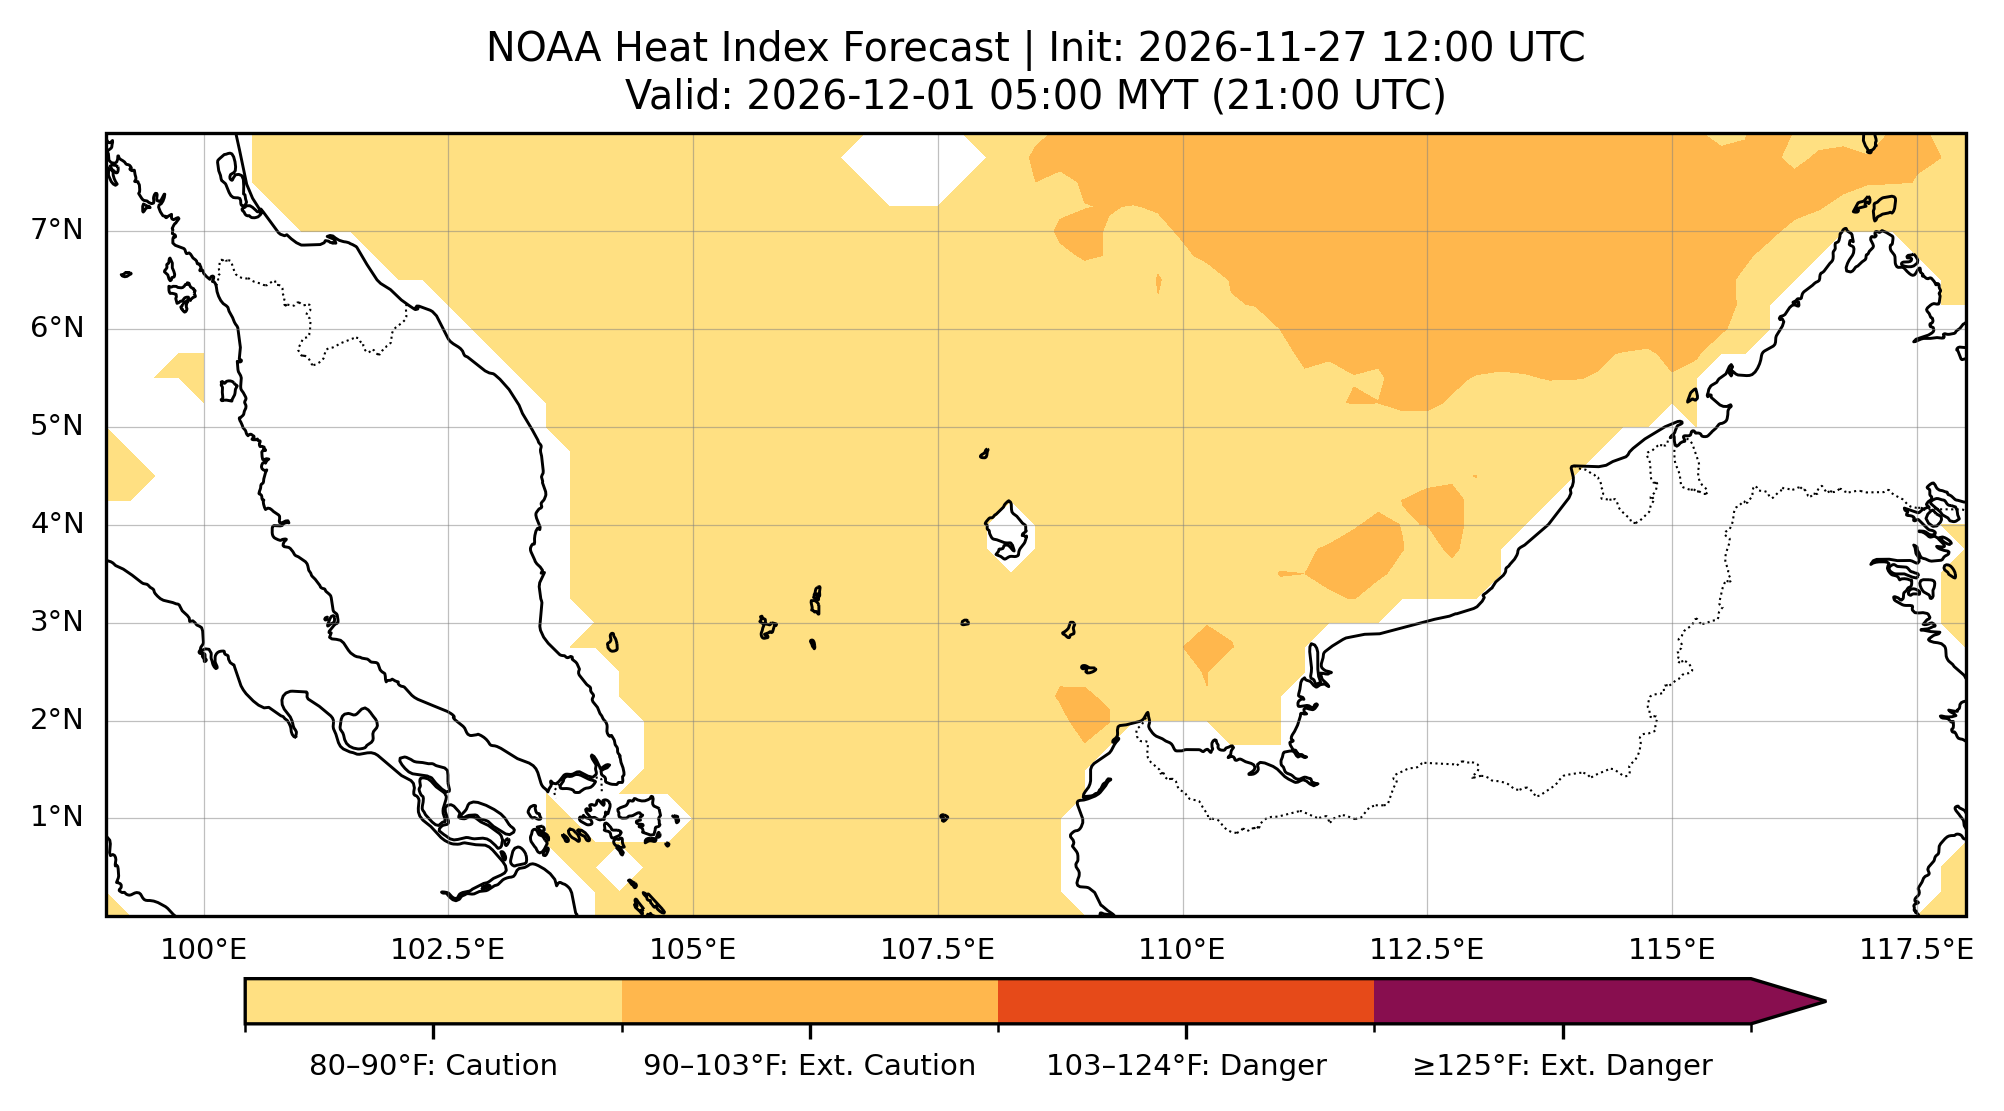 NOAA Heat Index Forecast | Init: 2026-11-27 12:00 UTC
Valid: 2026-12-01 05:00 MYT (21:00 UTC)
7°N
6°N
5°N
4°N
3°N
2°N
1°N
100°E 102.5°E 105°E 107.5°E 110°E 112.5°E 115°E 117.5°E
80–90°F: Caution 90–103°F: Ext. Caution 103–124°F: Danger ≥125°F: Ext. Danger